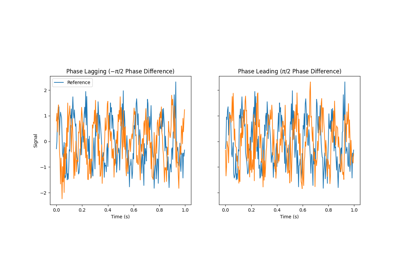 Phase Lagging (−π/2 Phase Difference)
Phase Leading (π/2 Phase Difference)
Reference
2
1
0
−1
−2
Signal
0.0 0.2 0.4 0.6 0.8 1.0
0.0 0.2 0.4 0.6 0.8 1.0
Time (s)
Time (s)